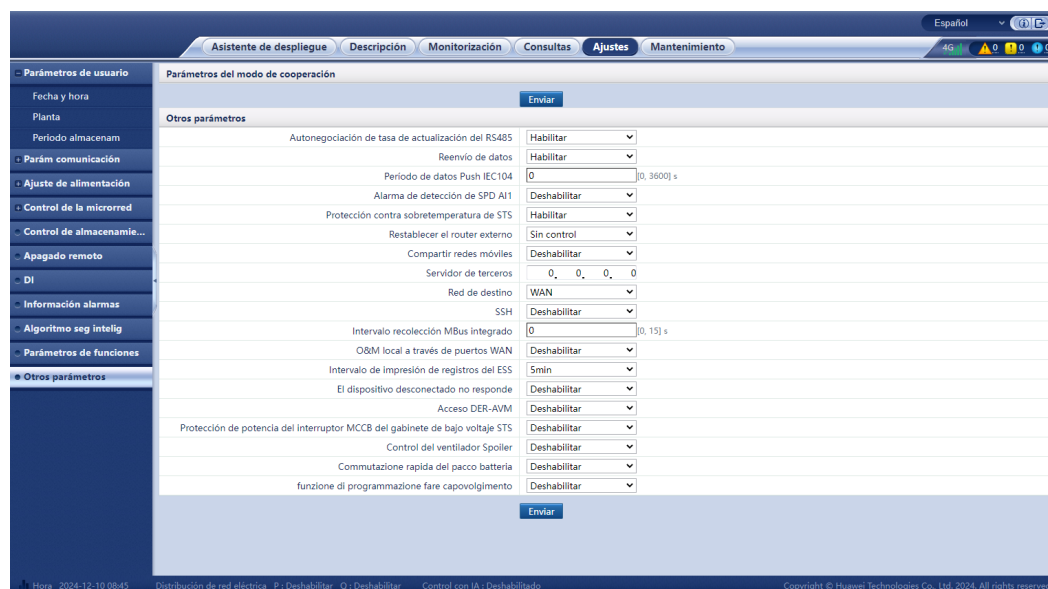 Español
Asistente de despliegue Descripción Monitorización Consultas Ajustes Mantenimiento
4G 0 0
Parámetros de usuario
Fecha y hora
Planta
Periodo almacenam
Parám comunicación
Ajuste de alimentación
Control de la microrred
Control de almacenamie...
Apagado remoto
DI
Información alarmas
Algoritmo seg intelig
Parámetros de funciones
Otros parámetros
Parámetros del modo de cooperación
Enviar
Otros parámetros
Autonegociación de tasa de actualización del RS485 Habilitar
Reenvío de datos Habilitar
Periodo de datos Push IEC104 0 [0, 3600] s
Alarma de detección de SPD AI1 Deshabilitar
Protección contra sobretemperatura de STS Habilitar
Restablecer el router externo Sin control
Compartir redes móviles Deshabilitar
Servidor de terceros 0. 0. 0. 0
Red de destino WAN
SSH Deshabilitar
Intervalo recolección MBus integrado 0 [0, 15] s
O&M local a través de puertos WAN Deshabilitar
Intervalo de impresión de registros del ESS 5min
El dispositivo desconectado no responde Deshabilitar
Acceso DER-AVM Deshabilitar
Protección de potencia del interruptor MCCB del gabinete de bajo voltaje STS Deshabilitar
Control del ventilador Spoiler Deshabilitar
Commutazione rapida del pacco batteria Deshabilitar
funzione di programmazione fare capovolgimento Deshabilitar
Enviar
Hora 2024-12-10 08:45 Distribución de red eléctrica P : Deshabilitar Q : Deshabilitar Control con IA : Deshabilitado Copyright © Huawei Technologies Co., Ltd. 2024. All rights reserved